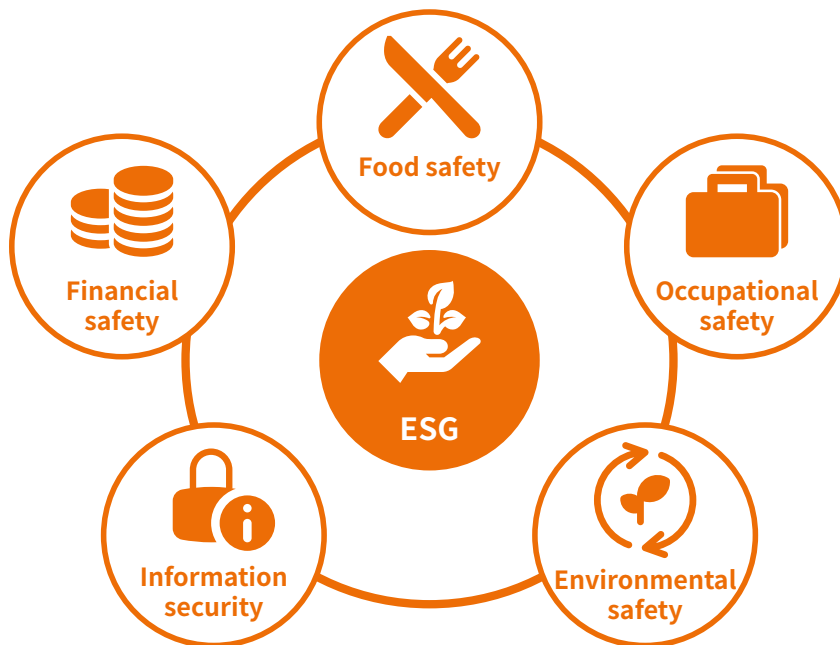 Food safety
Financial
safety
Occupational
safety
ESG
Information
security
Environmental
safety